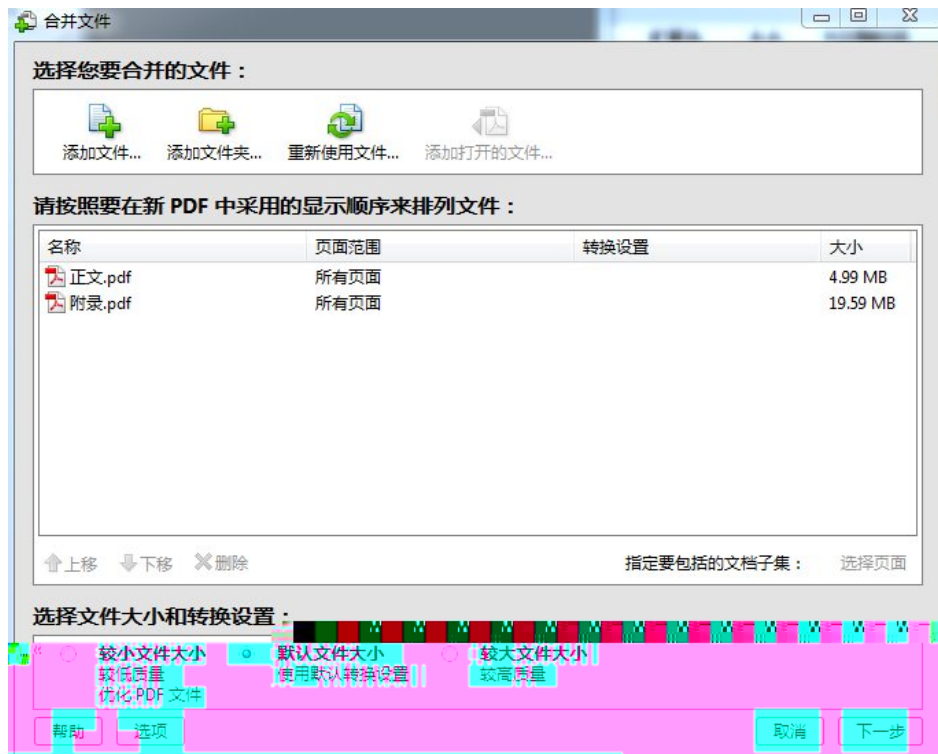 合并文件
选择您要合并的文件：
添加文件... 添加文件夹... 重新使用文件... 添加打开的文件...
请按照要在新 PDF 中采用的显示顺序来排列文件：
名称 页面范围 转换设置 大小
正文.pdf 所有页面 4.99 MB
附录.pdf 所有页面 19.59 MB
上移 下移 删除 指定要包括的文档子集： 选择页面
选择文件大小和转换设置：
较小文件大小 默认文件大小 较大文件大小
较低质量 使用默认转换设置 较高质量
优化 PDF 文件
帮助 选项 取消 下一步